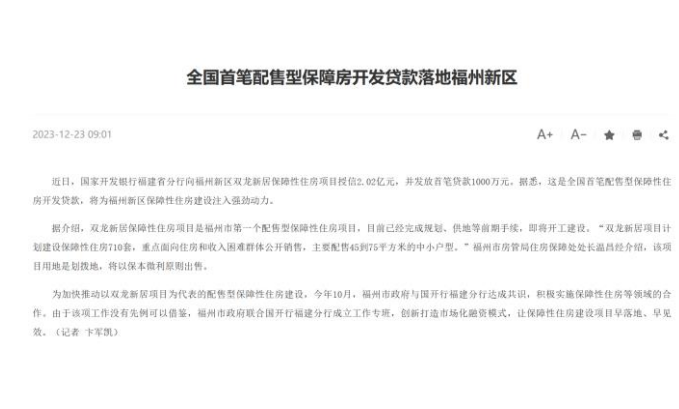 全国首笔配售型保障房开发贷款落地福州新区
2023-12-23 09:01
A+ A-
近日，国家开发银行福建省分行向福州新区双龙新居保障性住房项目授信2.02亿元，并发放首笔贷款1000万元。据悉，这是全国首笔配售型保障性住
房开发贷款，将为福州新区保障性住房建设注入强劲动力。
据介绍，双龙新居保障性住房项目是福州市第一个配售型保障性住房项目，目前已经完成规划、供地等前期手续，即将开工建设。“双龙新居项目计
划建设保障性住房710套，重点面向住房和收入困难群体公开销售，主要配售45到75平方米的中小户型。”福州市房管局住房保障处处长温昌经介绍，该项
目用地是划拨地，将以保本微利原则出售。
为加快推动以双龙新居项目为代表的配售型保障性住房建设，今年10月，福州市政府与国开行福建分行达成共识，积极实施保障性住房等领域的合
作。由于该项工作没有先例可以借鉴，福州市政府联合国开行福建分行成立工作专班，创新打造市场化融资模式，让保障性住房建设项目早落地、早见
效。（记者 卞军凯）